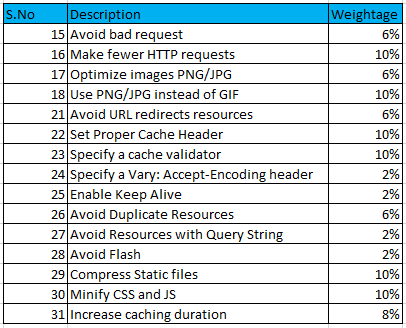 S.No Description Weightage
15 Avoid bad request 6%
16 Make fewer HTTP requests 10%
17 Optimize images PNG/JPG 6%
18 Use PNG/JPG instead of GIF 10%
21 Avoid URL redirects resources 6%
22 Set Proper Cache Header 10%
23 Specify a cache validator 10%
24 Specify a Vary: Accept-Encoding header 2%
25 Enable Keep Alive 2%
26 Avoid Duplicate Resources 6%
27 Avoid Resources with Query String 2%
28 Avoid Flash 2%
29 Compress Static files 10%
30 Minify CSS and JS 10%
31 Increase caching duration 8%